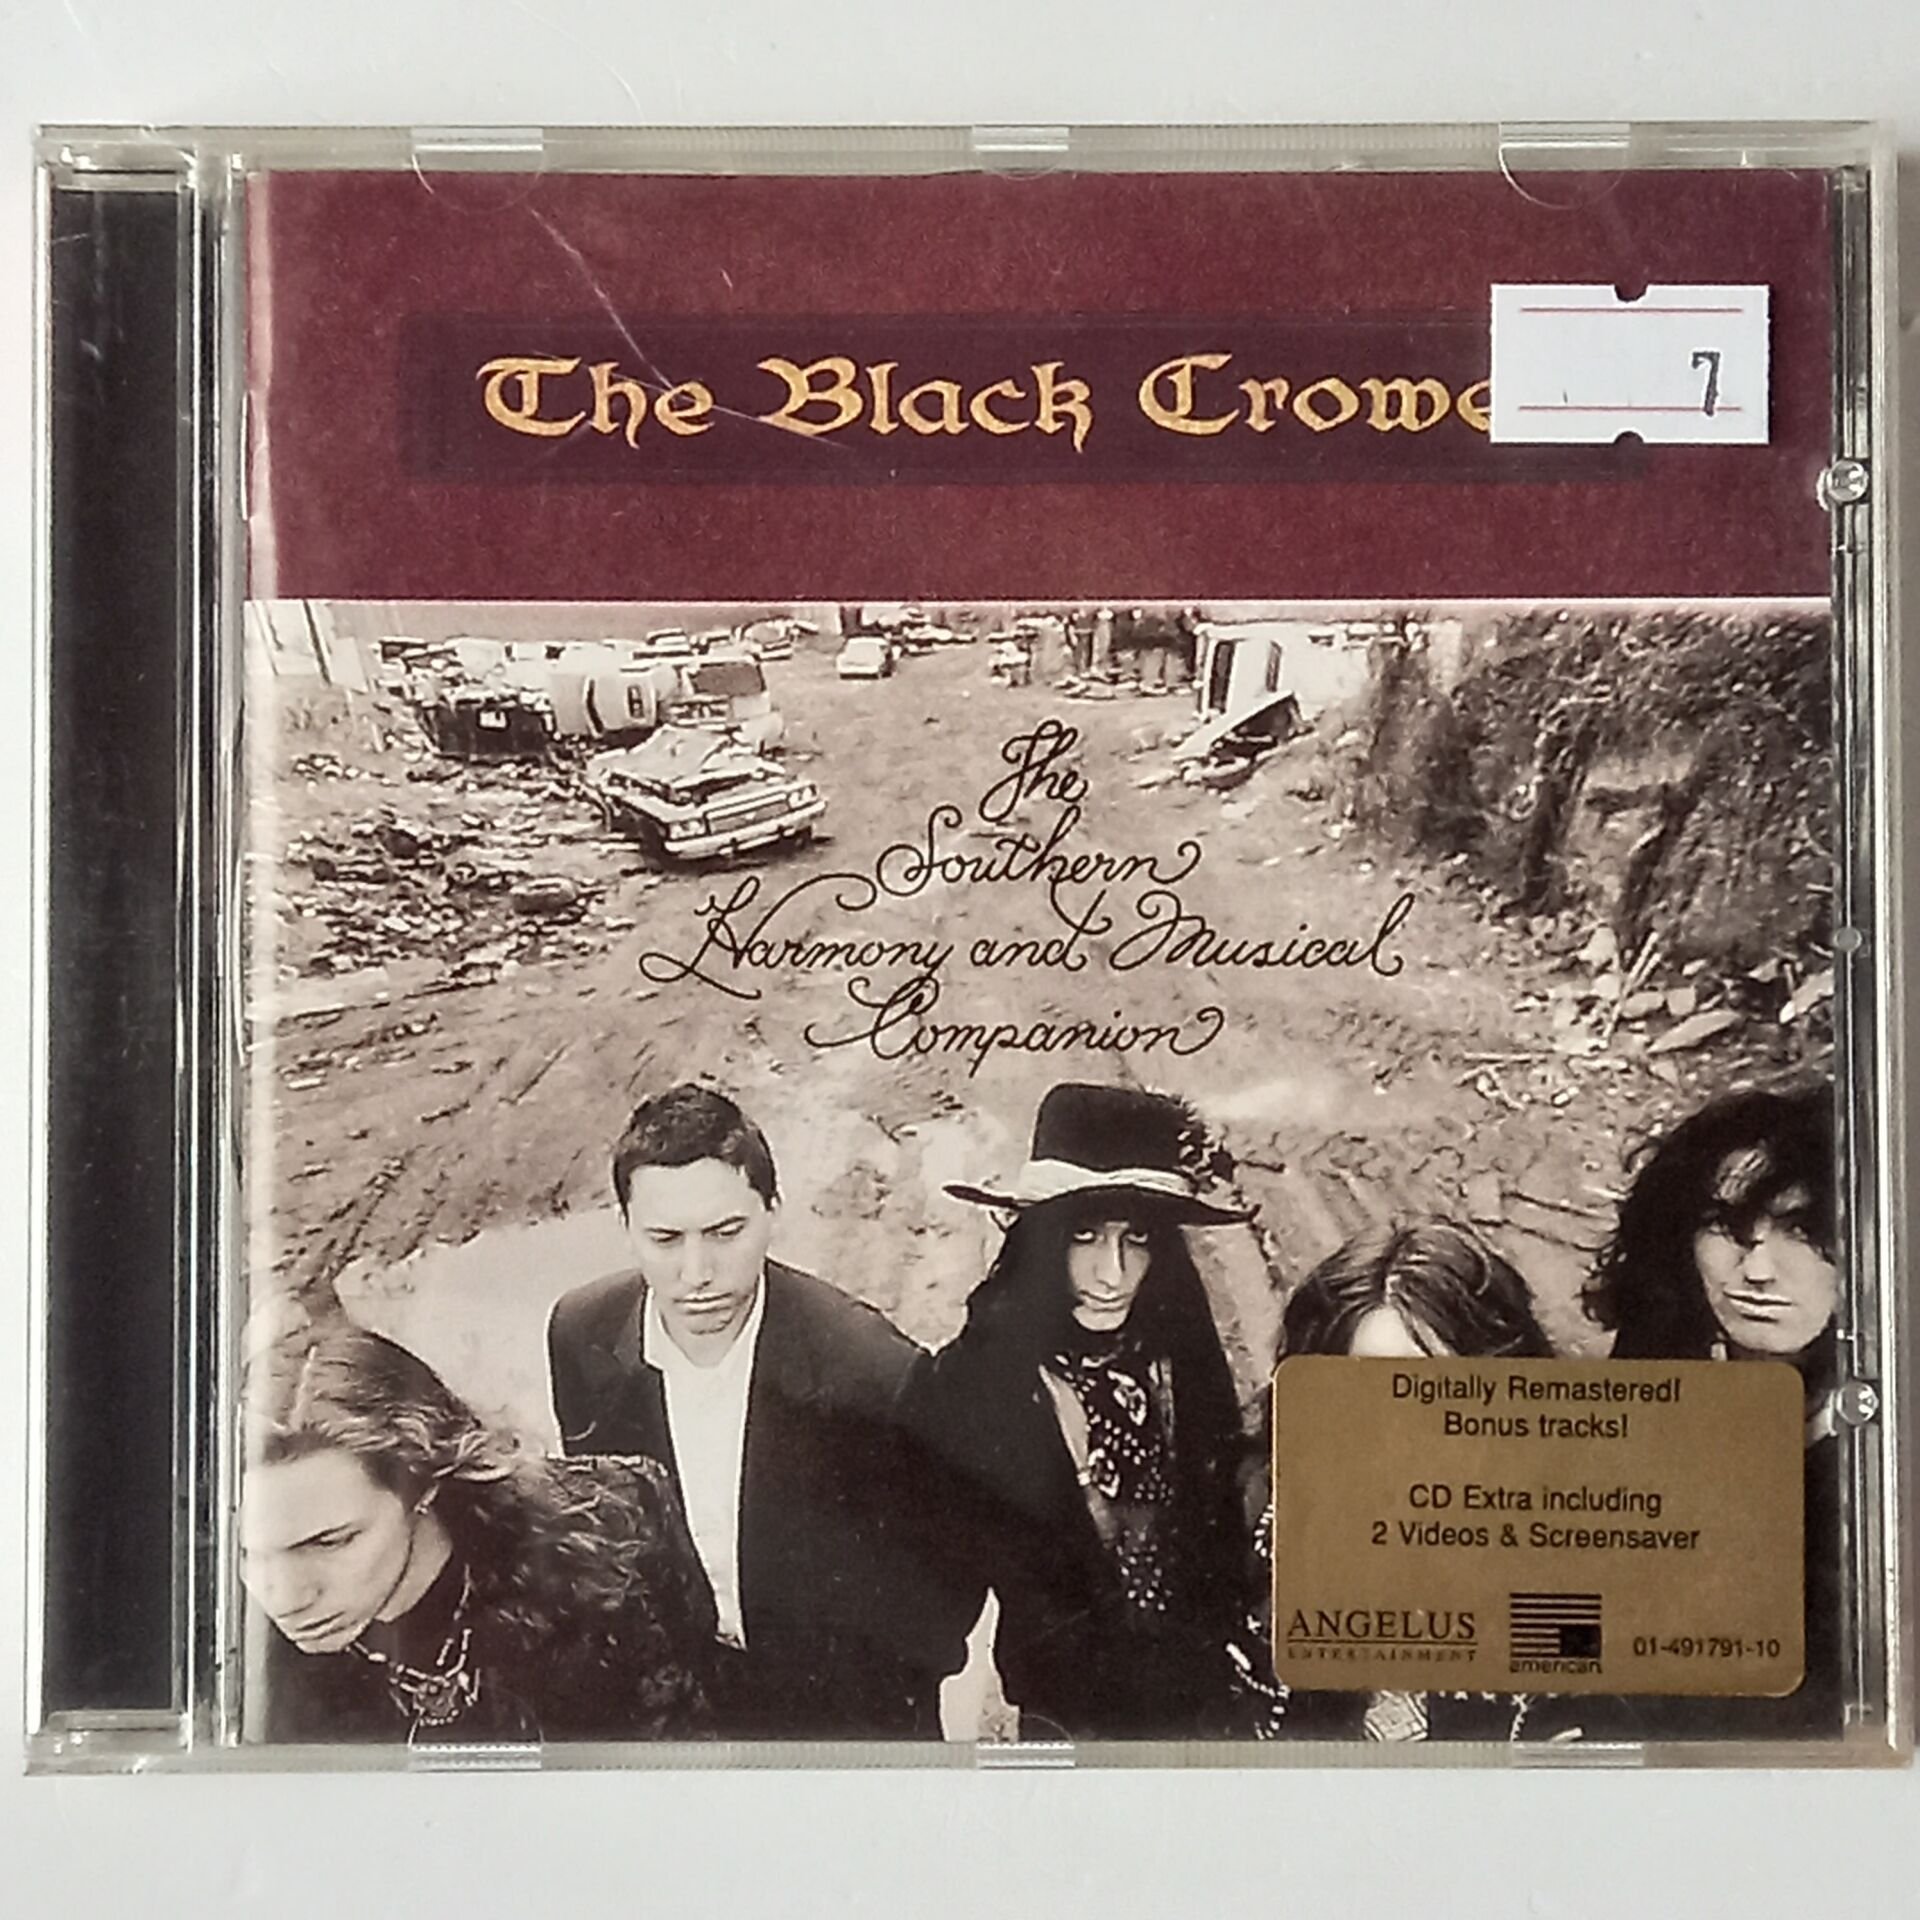 The Black Crowe
7
The
Southern
Harmony and Musical
Companion
Digitally Remastered!
Bonus tracks!
CD Extra including
2 Videos & Screensaver
ANGELUS
ENTERTAINMENT
american
01-491791-10